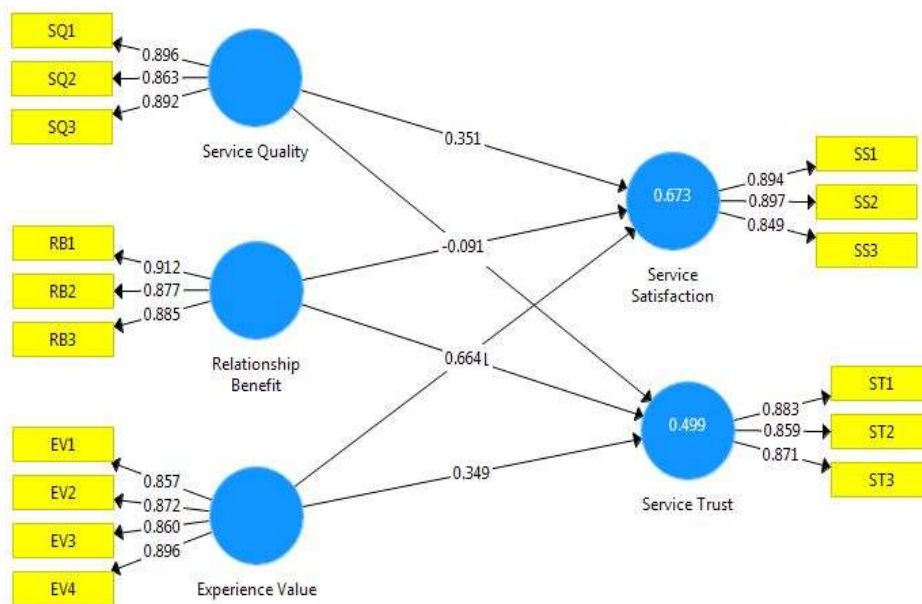 SQ1
0.896
SQ2
0.863
SQ3
0.892
Service Quality
0.351
0.673
SS1
0.894
SS2
0.897
SS3
0.849
Service
Satisfaction
RB1
0.912
RB2
0.877
RB3
0.885
Relationship
Benefit
-0.091
0.664
EV1
0.857
EV2
0.872
EV3
0.860
EV4
0.896
Experience Value
0.349
0.499
ST1
0.883
ST2
0.859
ST3
0.871
Service Trust